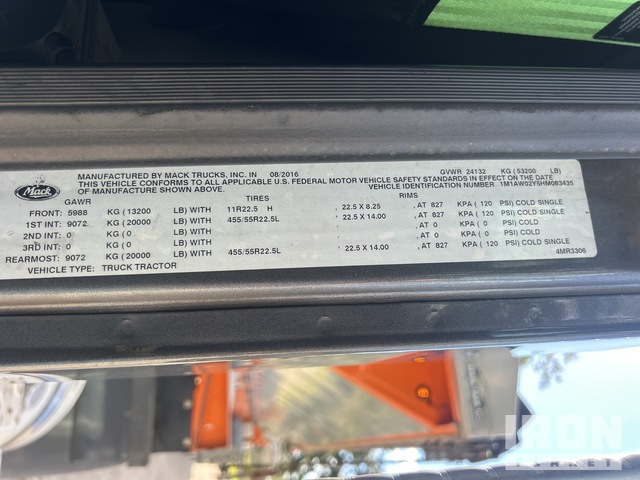 Mack
MANUFACTURED BY MACK TRUCKS, INC. IN 08/2016 GVWR 24132 KG (53200 LB)
THIS VEHICLE CONFORMS TO ALL APPLICABLE U.S. FEDERAL MOTOR VEHICLE SAFETY STANDARDS IN EFFECT ON THE DATE
OF MANUFACTURE SHOWN ABOVE. VEHICLE IDENTIFICATION NUMBER 1M1AW02Y5HM083435
GAWR TIRES RIMS
FRONT: 5988 KG (13200 LB) WITH 11R22.5 H , 22.5 X 8.25 , AT 827 KPA ( 120 PSI) COLD SINGLE
1ST INT: 9072 KG (20000 LB) WITH 455/55R22.5L , 22.5 X 14.00 , AT 827 KPA ( 120 PSI) COLD SINGLE
2ND INT: 0 KG (0 LB) WITH , , AT 0 KPA ( 0 PSI) COLD
3RD INT: 0 KG (0 LB) WITH , , AT 0 KPA ( 0 PSI) COLD
REARMOST: 9072 KG (20000 LB) WITH 455/55R22.5L , 22.5 X 14.00 , AT 827 KPA ( 120 PSI) COLD SINGLE
VEHICLE TYPE: TRUCK TRACTOR 4MR3306
IRON
MARKET